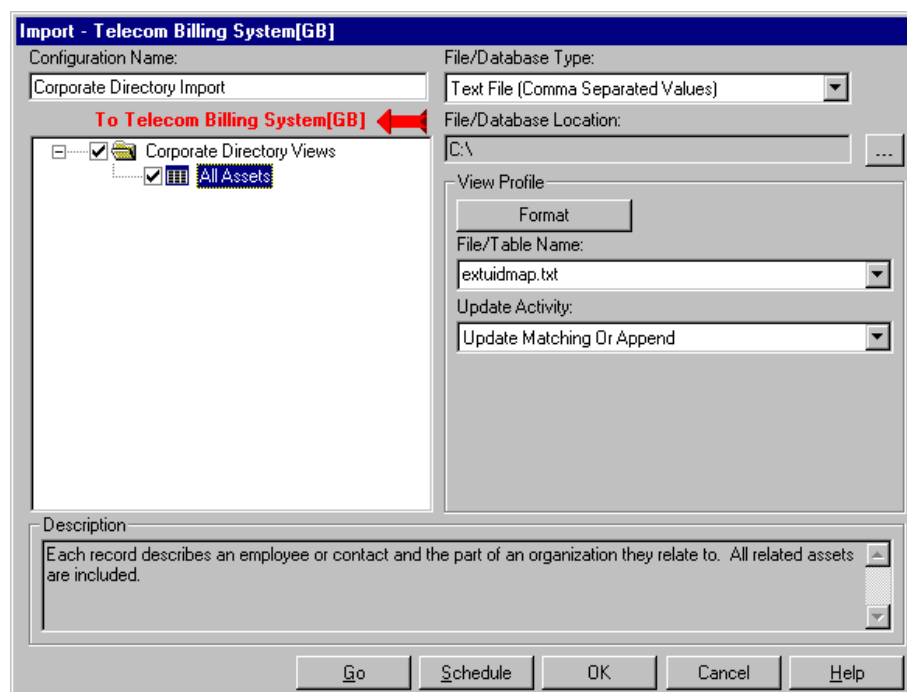 Import - Telecom Billing System[GB]
Configuration Name:
Corporate Directory Import
To Telecom Billing System[GB]
Corporate Directory Views
All Assets
File/Database Type:
Text File (Comma Separated Values)
File/Database Location:
C:\
...
View Profile
Format
File/Table Name:
extuidmap.txt
Update Activity:
Update Matching Or Append
Description
Each record describes an employee or contact and the part of an organization they relate to.  All related assets
are included.
Go
Schedule
OK
Cancel
Help